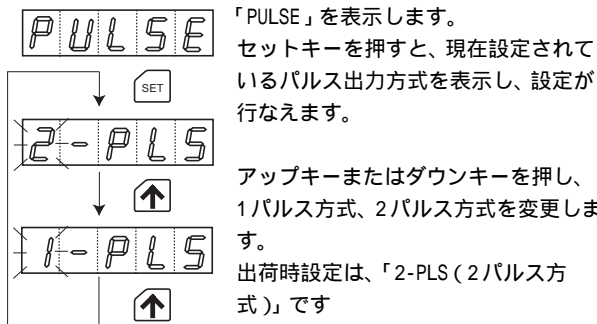 PULSE
「PULSE」を表示します。
セットキーを押すと、現在設定されて
いるパルス出力方式を表示し、設定が
行なえます。
SET
2-PLS
アップキーまたはダウンキーを押し、
1パルス方式、2パルス方式を変更しま
す。
1-PLS
出荷時設定は、「2-PLS(2パルス方
式)」です